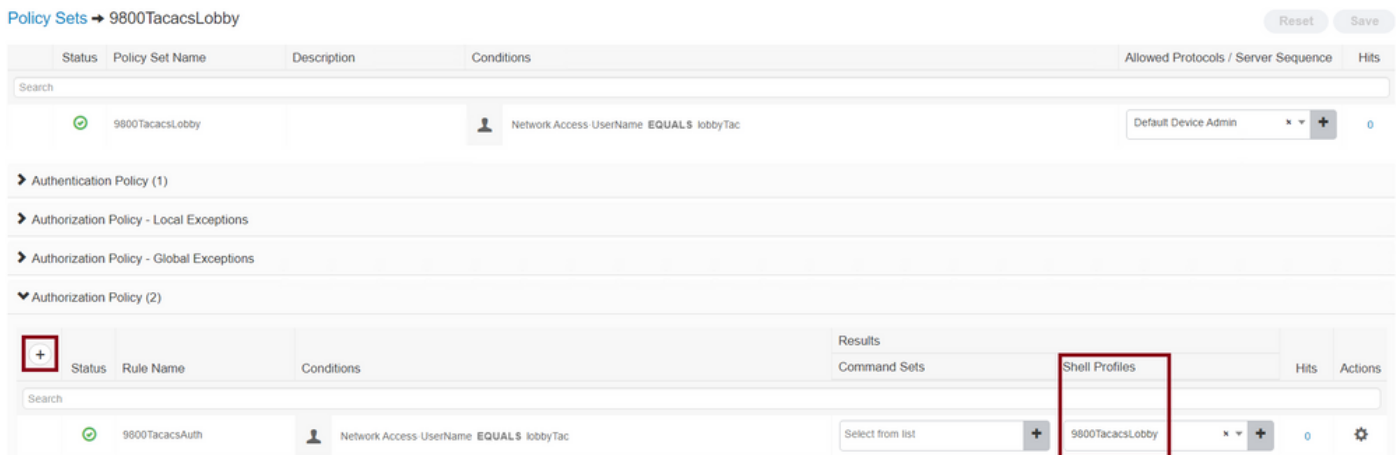 Policy Sets → 9800TacacsLobby
Reset Save
Status Policy Set Name Description Conditions Allowed Protocols / Server Sequence Hits
Search
9800TacacsLobby Network Access·UserName EQUALS lobbyTac Default Device Admin × + 0
Authentication Policy (1)
Authorization Policy - Local Exceptions
Authorization Policy - Global Exceptions
Authorization Policy (2)
Results
+ Status Rule Name Conditions Command Sets Shell Profiles Hits Actions
Search
9800TacacsAuth Network Access·UserName EQUALS lobbyTac Select from list + 9800TacacsLobby × + 0